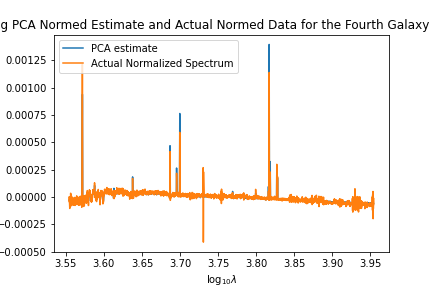 g PCA Normed Estimate and Actual Normed Data for the Fourth Galaxy
PCA estimate
Actual Normalized Spectrum
0.00125
0.00100
0.00075
0.00050
0.00025
0.00000
−0.00025
−0.00050
3.55 3.60 3.65 3.70 3.75 3.80 3.85 3.90 3.95
log₁₀λ